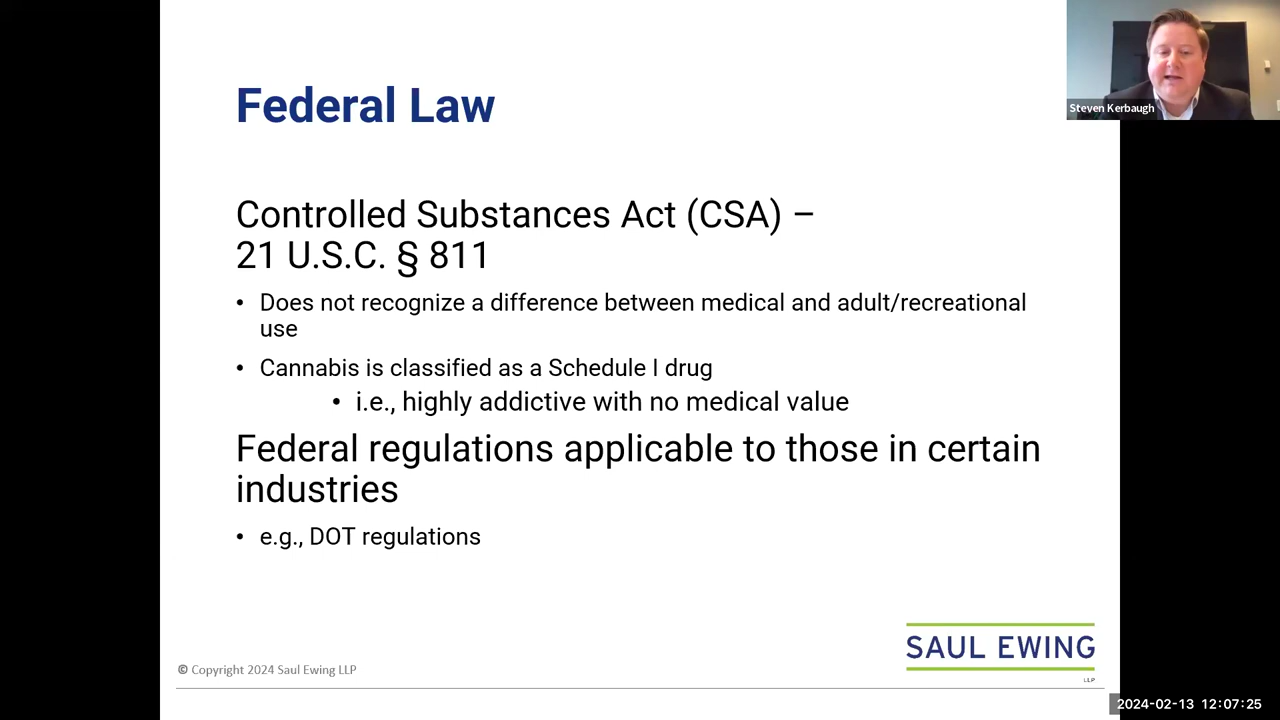 Federal Law
Steven Kerbaugh
Controlled Substances Act (CSA) –
21 U.S.C. § 811
• Does not recognize a difference between medical and adult/recreational
use
• Cannabis is classified as a Schedule I drug
• i.e., highly addictive with no medical value
Federal regulations applicable to those in certain
industries
• e.g., DOT regulations
SAUL EWING
LLP
© Copyright 2024 Saul Ewing LLP
2024-02-13 12:07:25